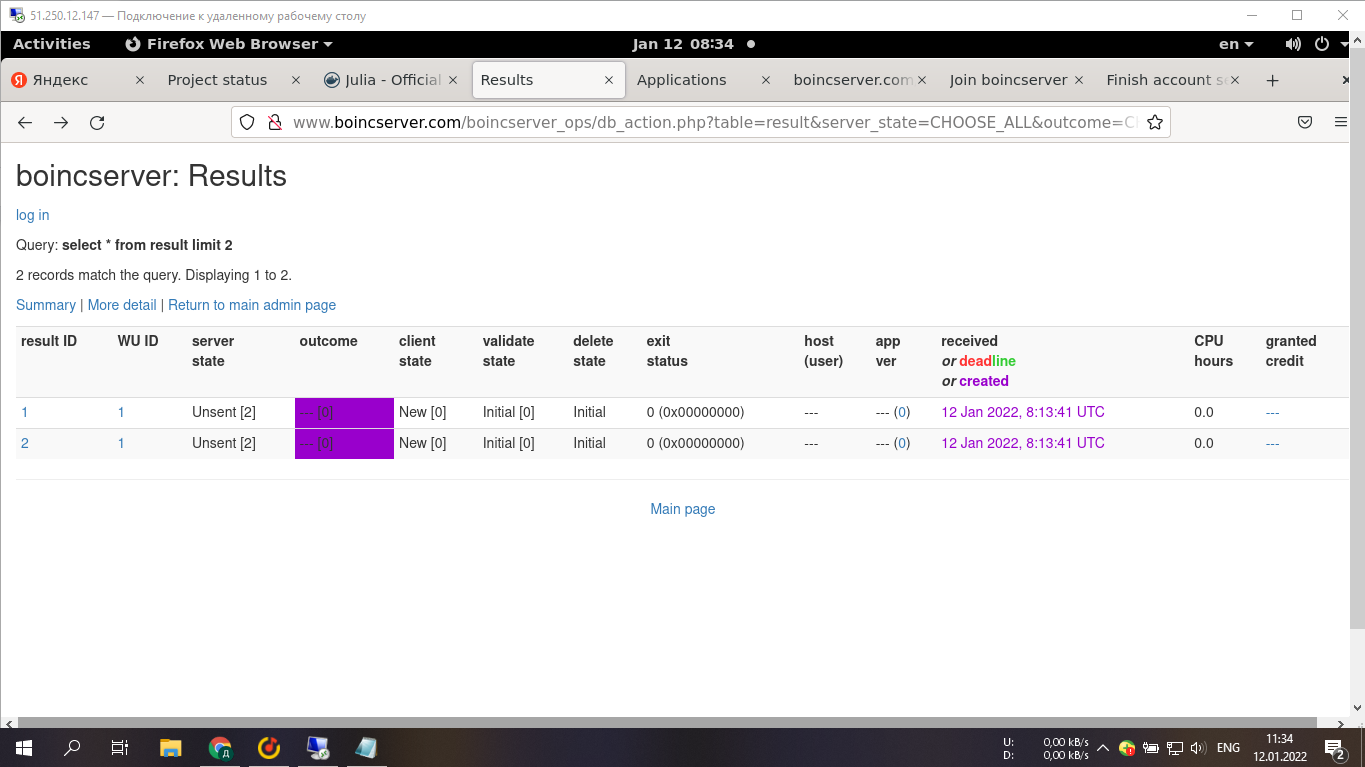 51.250.12.147 — Подключение к удаленному рабочему столу
Activities Firefox Web Browser Jan 12 08:34 en
Яндекс Project status Julia - Official Results Applications boincserver.com Join boincserver Finish account s
www.boincserver.com/boincserver_ops/db_action.php?table=result&server_state=CHOOSE_ALL&outcome=C
boincserver: Results
log in
Query: select * from result limit 2
2 records match the query. Displaying 1 to 2.
Summary | More detail | Return to main admin page
result ID WU ID server state outcome client state validate state delete state exit status host (user) app ver received or deadline or created CPU hours granted credit
1 1 Unsent [2] --- [0] New [0] Initial [0] Initial 0 (0x00000000) --- --- (0) 12 Jan 2022, 8:13:41 UTC 0.0 ---
2 1 Unsent [2] --- [0] New [0] Initial [0] Initial 0 (0x00000000) --- --- (0) 12 Jan 2022, 8:13:41 UTC 0.0 ---
Main page
U: 0,00 kB/s
D: 0,00 kB/s
ENG
11:34
12.01.2022
2